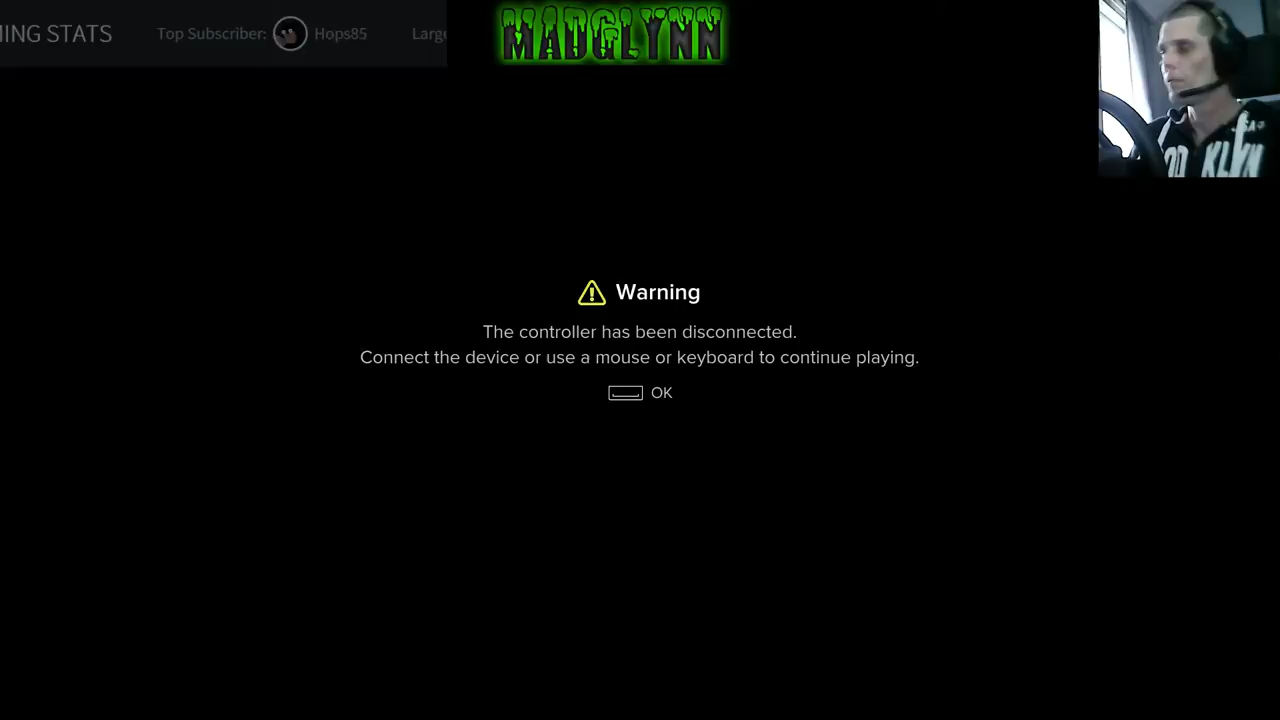 ING STATS
Top Subscriber: Hops85
Large
MADGLYNN
Warning
The controller has been disconnected.
Connect the device or use a mouse or keyboard to continue playing.
OK